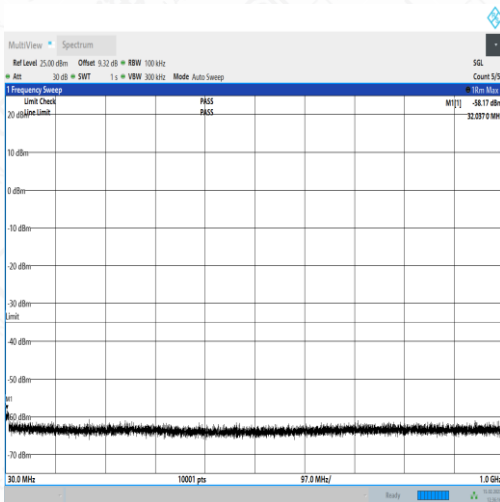 MultiView Spectrum
Ref Level 25.00 dBm Offset 9.32 dB RBW 100 kHz SGL
Att 30 dB SWT 1 s VBW 300 kHz Mode Auto Sweep Count 5/5
1 Frequency Sweep 1Rm Max
Limit Check PASS M1[1] -58.17 dBm
Line Limit PASS 32.037 0 MH
20 dBm
10 dBm
0 dBm
-10 dBm
-20 dBm
-30 dBm
Limit
-40 dBm
-50 dBm
M1
-60 dBm
-70 dBm
30.0 MHz 10001 pts 97.0 MHz/ 1.0 GHz
Ready